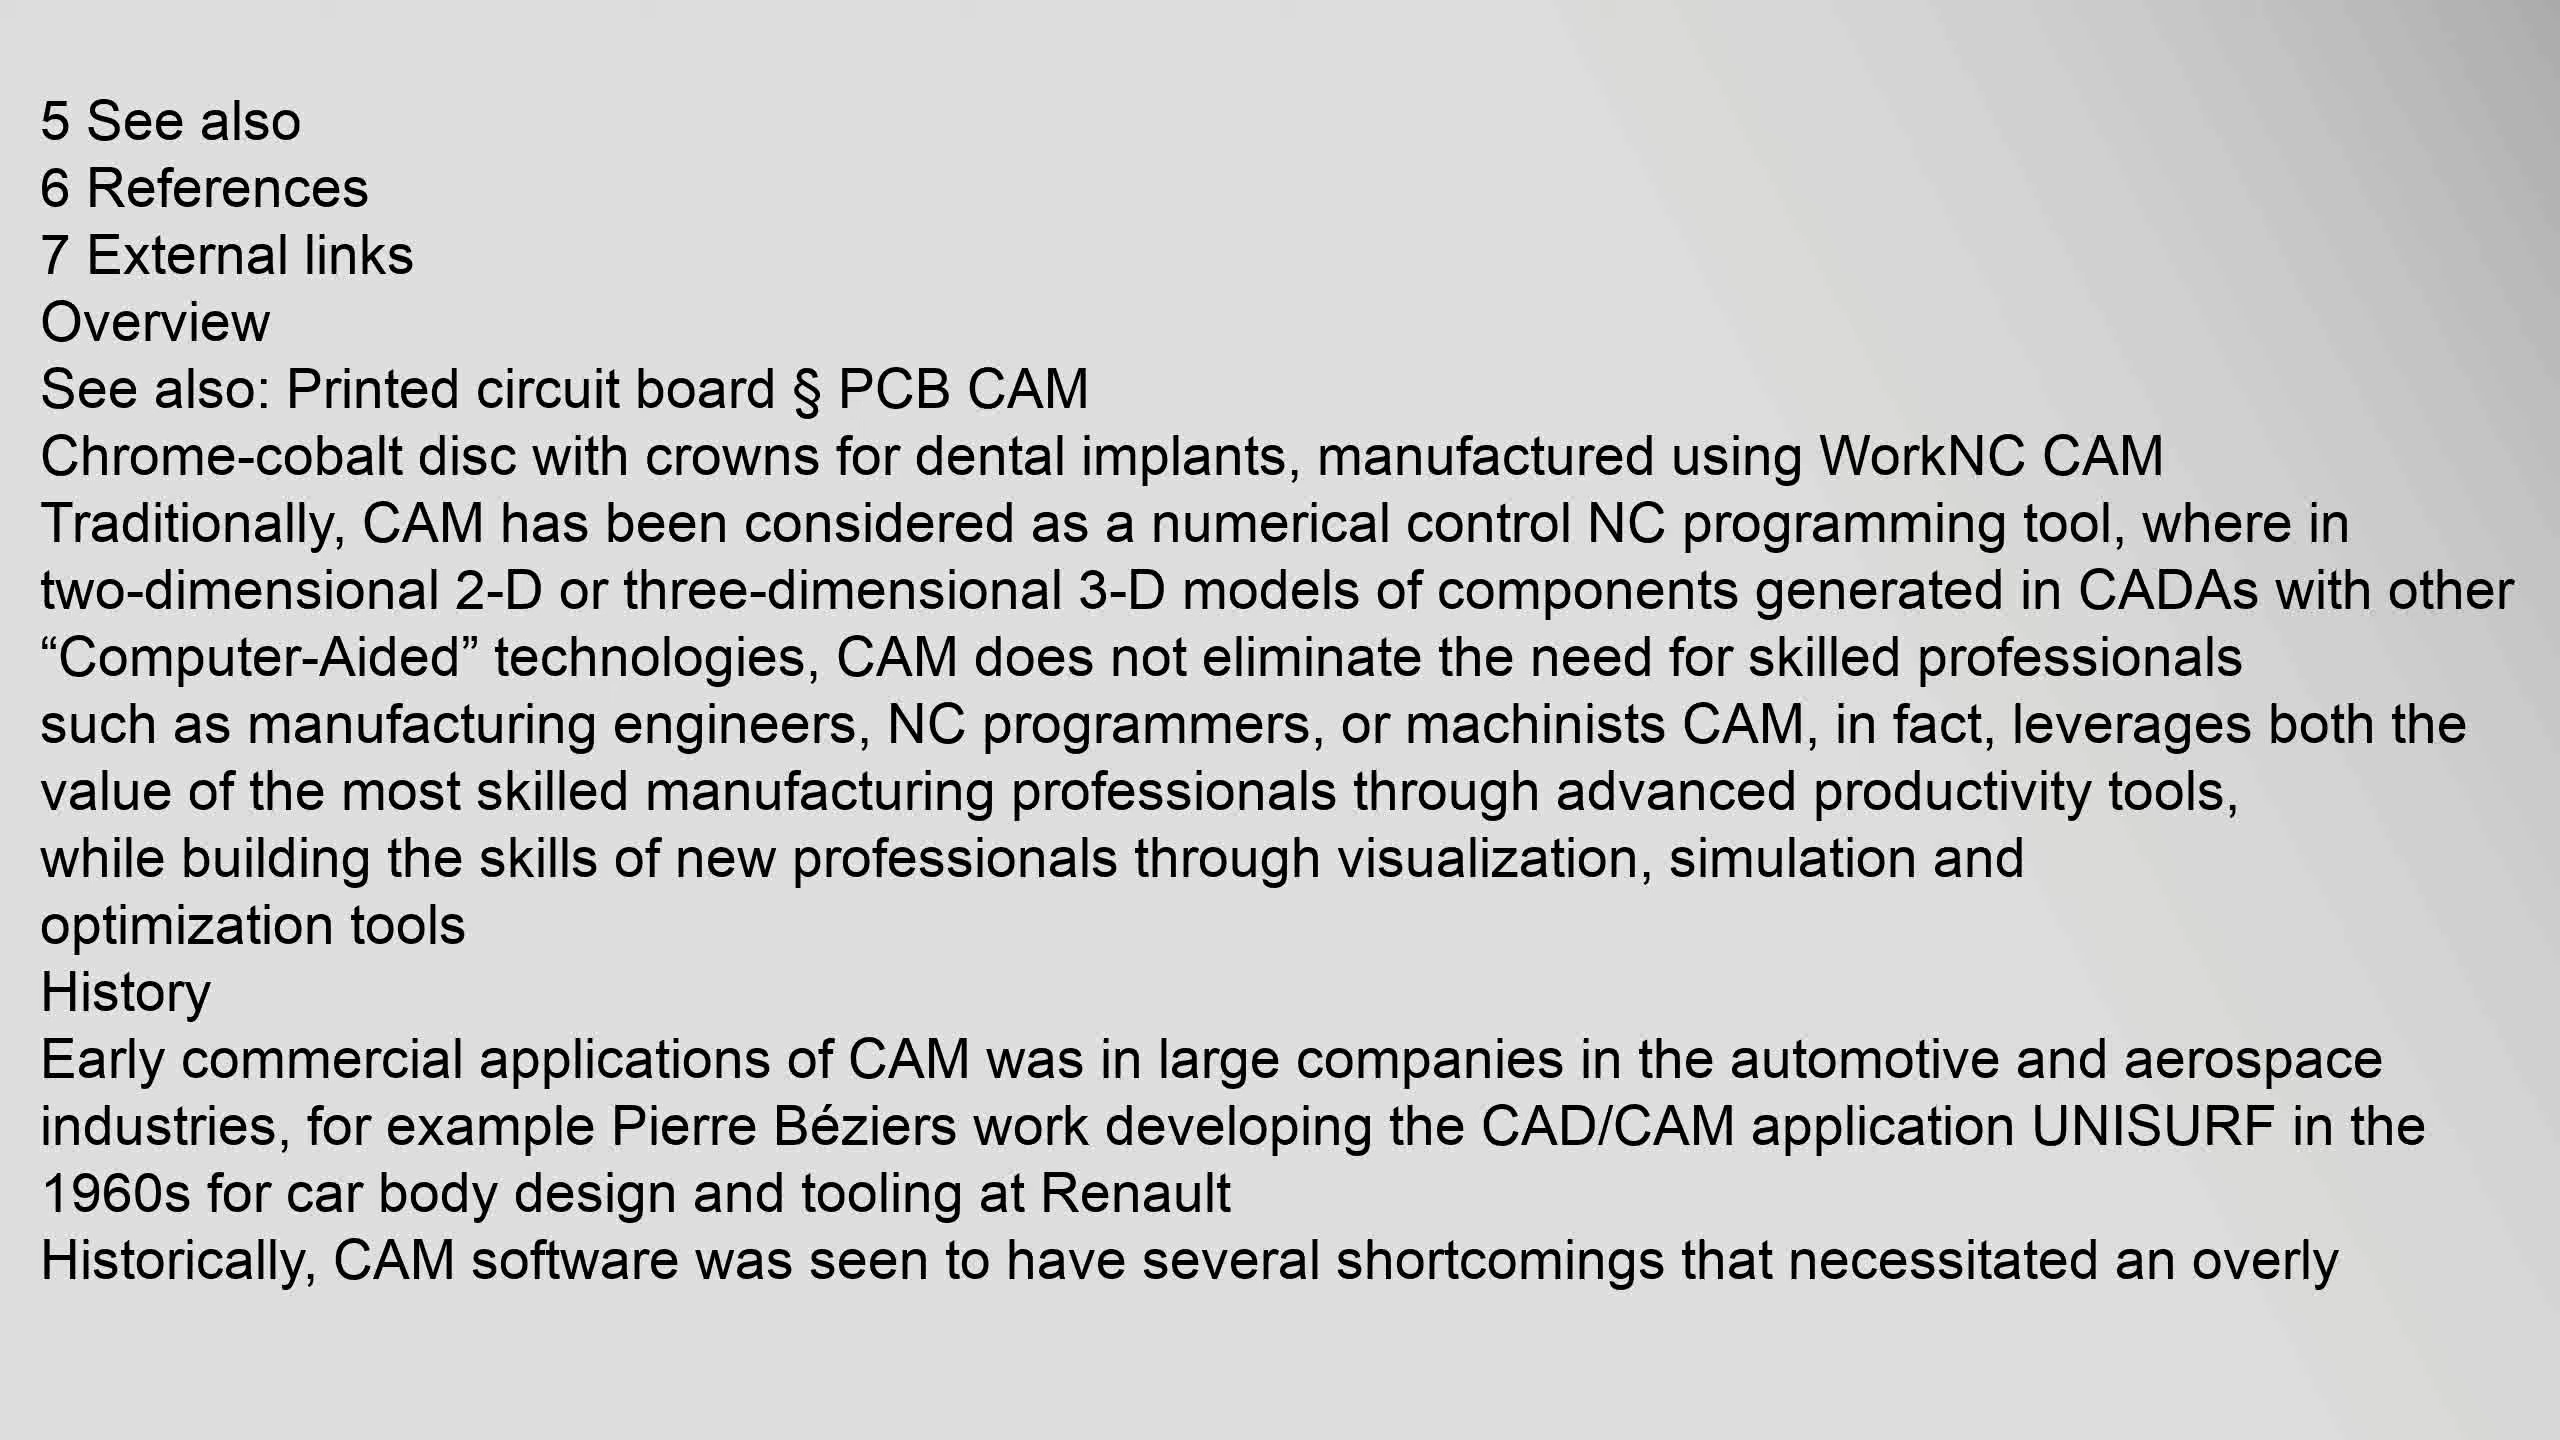 5 See also
6 References
7 External links
Overview
See also: Printed circuit board § PCB CAM
Chrome-cobalt disc with crowns for dental implants, manufactured using WorkNC CAM
Traditionally, CAM has been considered as a numerical control NC programming tool, where in
two-dimensional 2-D or three-dimensional 3-D models of components generated in CADAs with other
“Computer-Aided” technologies, CAM does not eliminate the need for skilled professionals
such as manufacturing engineers, NC programmers, or machinists CAM, in fact, leverages both the
value of the most skilled manufacturing professionals through advanced productivity tools,
while building the skills of new professionals through visualization, simulation and
optimization tools
History
Early commercial applications of CAM was in large companies in the automotive and aerospace
industries, for example Pierre Béziers work developing the CAD/CAM application UNISURF in the
1960s for car body design and tooling at Renault
Historically, CAM software was seen to have several shortcomings that necessitated an overly